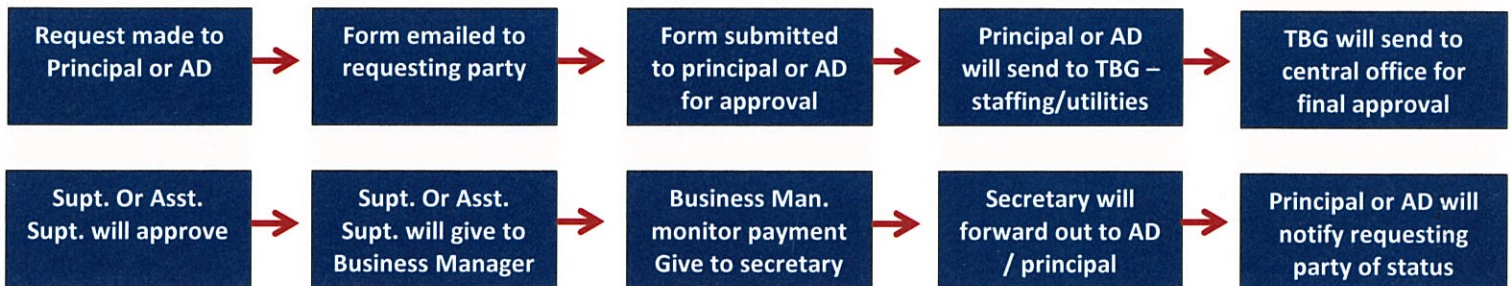 Request made to
Principal or AD
Form emailed to
requesting party
Form submitted
to principal or AD
for approval
Principal or AD
will send to TBG –
staffing/utilities
TBG will send to
central office for
final approval
Supt. Or Asst.
Supt. will approve
Supt. Or Asst.
Supt. will give to
Business Manager
Business Man.
monitor payment
Give to secretary
Secretary will
forward out to AD
/ principal
Principal or AD will
notify requesting
party of status